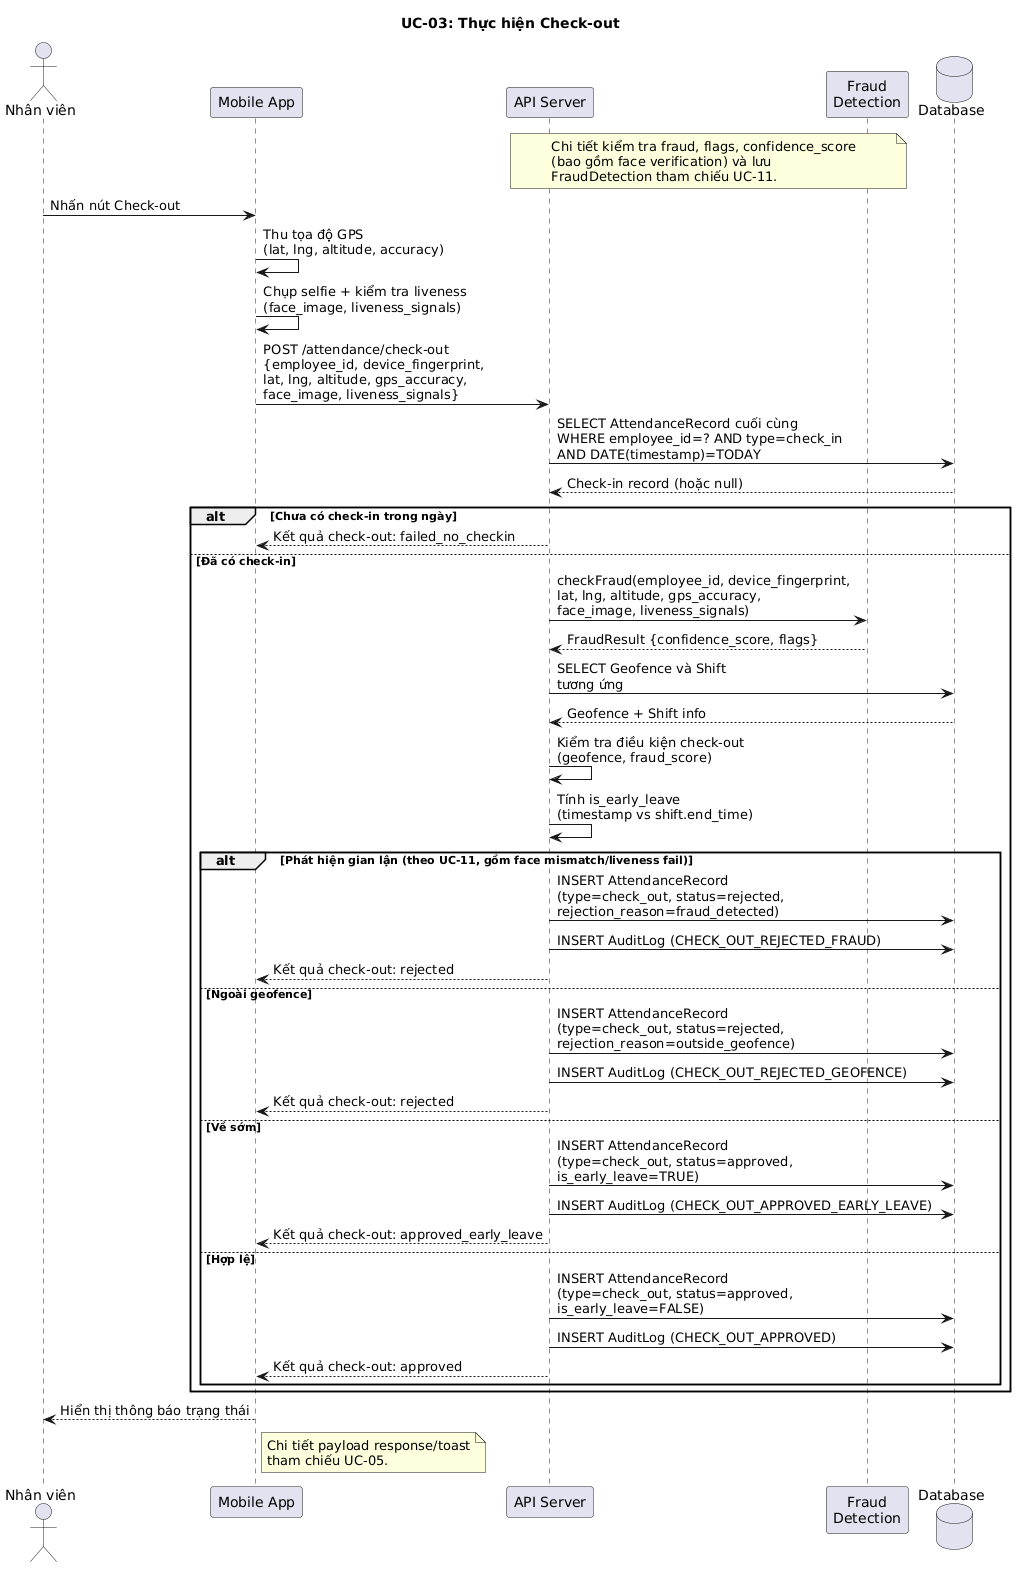 UC-03: Thực hiện Check-out
Nhân viên
Mobile App
API Server
Fraud
Detection
Database
Chi tiết kiểm tra fraud, flags, confidence_score
(bao gồm face verification) và lưu
FraudDetection tham chiếu UC-11.
Nhấn nút Check-out
Thu tọa độ GPS
(lat, lng, altitude, accuracy)
Chụp selfie + kiểm tra liveness
(face_image, liveness_signals)
POST /attendance/check-out
{employee_id, device_fingerprint,
lat, lng, altitude, gps_accuracy,
face_image, liveness_signals}
SELECT AttendanceRecord cuối cùng
WHERE employee_id=? AND type=check_in
AND DATE(timestamp)=TODAY
Check-in record (hoặc null)
alt
[Chưa có check-in trong ngày]
Kết quả check-out: failed_no_checkin
[Đã có check-in]
checkFraud(employee_id, device_fingerprint,
lat, lng, altitude, gps_accuracy,
face_image, liveness_signals)
FraudResult {confidence_score, flags}
SELECT Geofence và Shift
tương ứng
Geofence + Shift info
Kiểm tra điều kiện check-out
(geofence, fraud_score)
Tính is_early_leave
(timestamp vs shift.end_time)
alt
[Phát hiện gian lận (theo UC-11, gồm face mismatch/liveness fail)]
INSERT AttendanceRecord
(type=check_out, status=rejected,
rejection_reason=fraud_detected)
INSERT AuditLog (CHECK_OUT_REJECTED_FRAUD)
Kết quả check-out: rejected
[Ngoài geofence]
INSERT AttendanceRecord
(type=check_out, status=rejected,
rejection_reason=outside_geofence)
INSERT AuditLog (CHECK_OUT_REJECTED_GEOFENCE)
Kết quả check-out: rejected
[Về sớm]
INSERT AttendanceRecord
(type=check_out, status=approved,
is_early_leave=TRUE)
INSERT AuditLog (CHECK_OUT_APPROVED_EARLY_LEAVE)
Kết quả check-out: approved_early_leave
[Hợp lệ]
INSERT AttendanceRecord
(type=check_out, status=approved,
is_early_leave=FALSE)
INSERT AuditLog (CHECK_OUT_APPROVED)
Kết quả check-out: approved
Hiển thị thông báo trạng thái
Chi tiết payload response/toast
tham chiếu UC-05.
Nhân viên
Mobile App
API Server
Fraud
Detection
Database